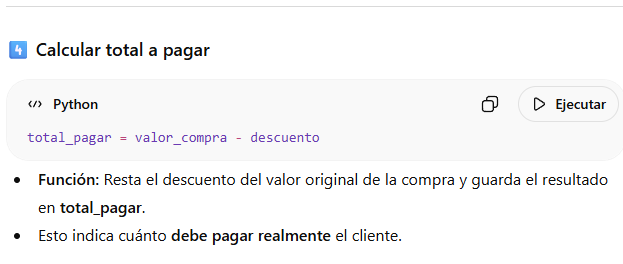 4 Calcular total a pagar
Python
Ejecutar
total_pagar = valor_compra - descuento
• Función: Resta el descuento del valor original de la compra y guarda el resultado
en total_pagar.
• Esto indica cuánto debe pagar realmente el cliente.